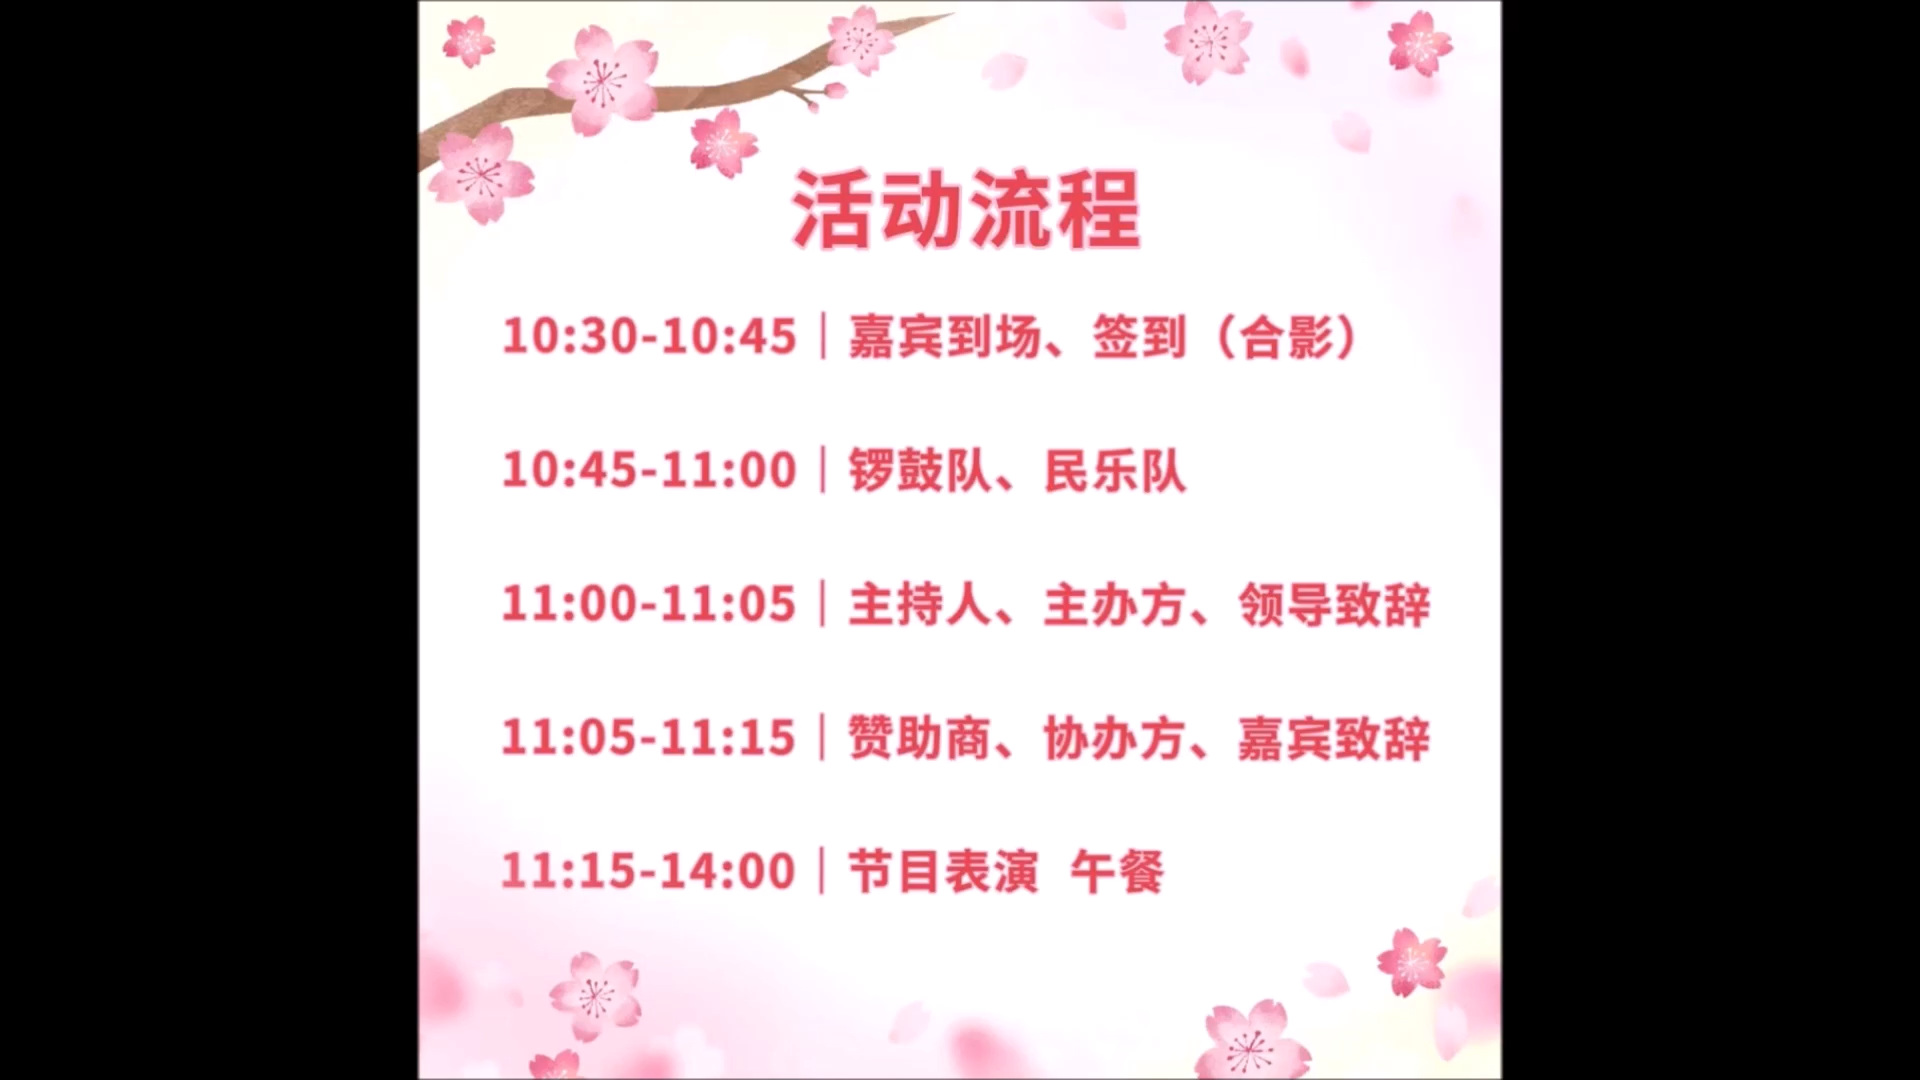 活动流程
10:30-10:45｜嘉宾到场、签到（合影）
10:45-11:00｜锣鼓队、民乐队
11:00-11:05｜主持人、主办方、领导致辞
11:05-11:15｜赞助商、协办方、嘉宾致辞
11:15-14:00｜节目表演 午餐